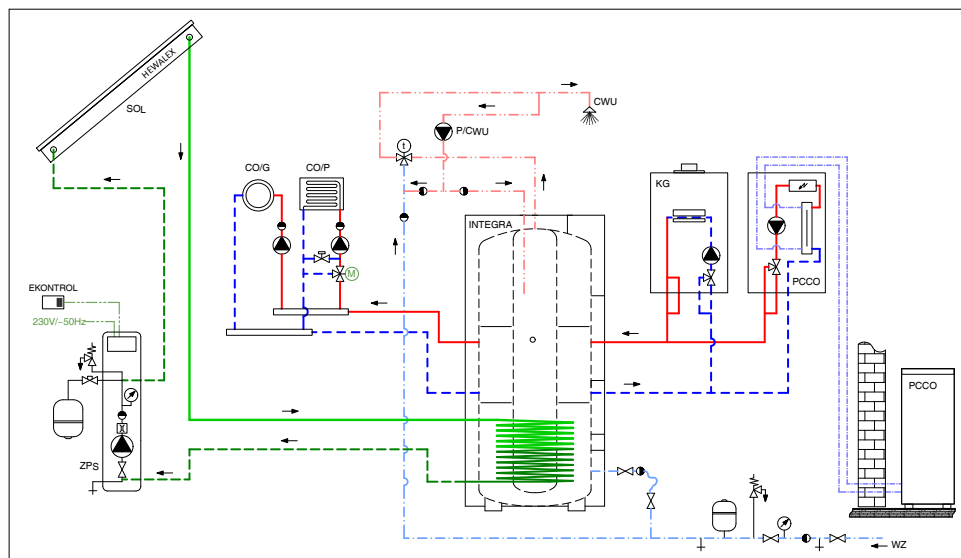 HEWALEX
SOL
CWU
P/CWU
t
CO/G
CO/P
KG
INTEGRA
M
PCCO
EKONTROL
230V/~50Hz
PCCO
ZPS
WZ